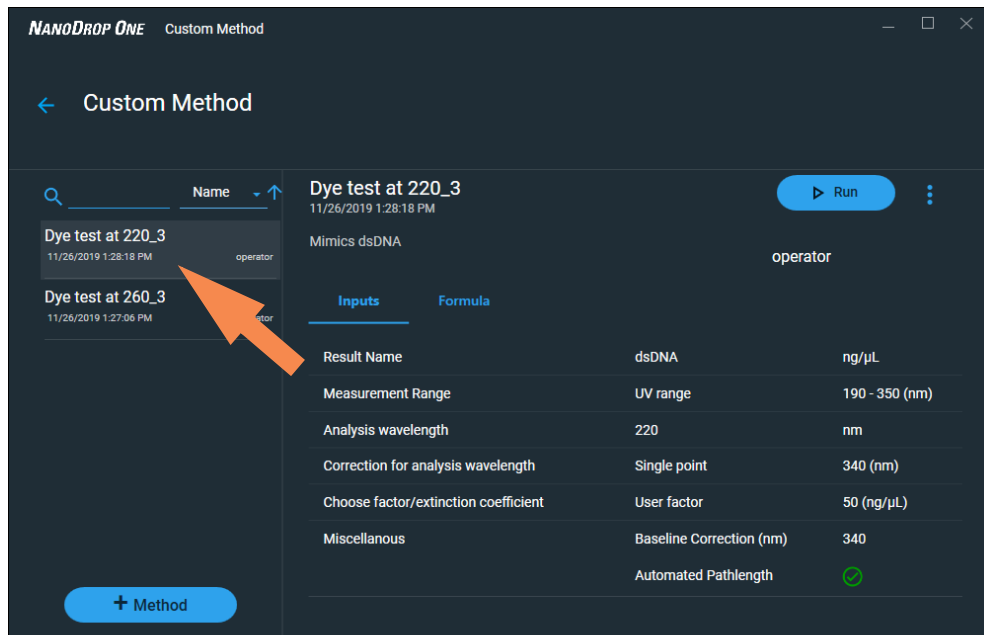 NANODROP ONE Custom Method
Custom Method
Name
Dye test at 220_3
11/26/2019 1:28:18 PM operator
Dye test at 260_3
11/26/2019 1:27:06 PM
+ Method
Dye test at 220_3
11/26/2019 1:28:18 PM
Run
Mimics dsDNA
operator
Inputs Formula
Result Name dsDNA ng/µL
Measurement Range UV range 190 - 350 (nm)
Analysis wavelength 220 nm
Correction for analysis wavelength Single point 340 (nm)
Choose factor/extinction coefficient User factor 50 (ng/µL)
Miscellanous Baseline Correction (nm) 340
Automated Pathlength